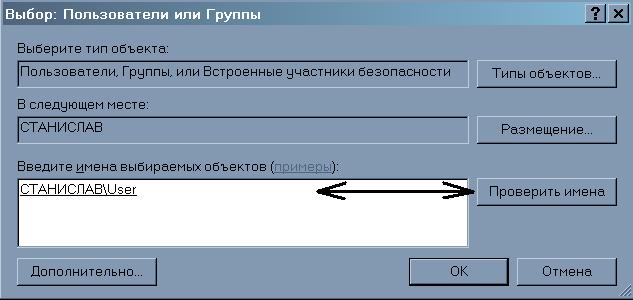 Выбор: Пользователи или Группы
Выберите тип объекта:
Пользователи, Группы, или Встроенные участники безопасности
Типы объектов...
В следующем месте:
СТАНИСЛАВ
Размещение...
Введите имена выбираемых объектов (примеры):
СТАНИСЛАВ\User
Проверить имена
Дополнительно...
OK
Отмена